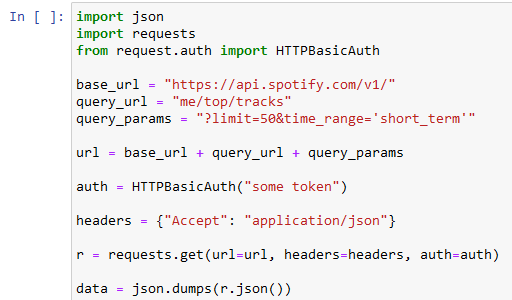 In [ ]: import json
import requests
from request.auth import HTTPBasicAuth
base_url = "https://api.spotify.com/v1/"
query_url = "me/top/tracks"
query_params = "?limit=50&time_range='short_term'"
url = base_url + query_url + query_params
auth = HTTPBasicAuth("some token")
headers = {"Accept": "application/json"}
r = requests.get(url=url, headers=headers, auth=auth)
data = json.dumps(r.json())